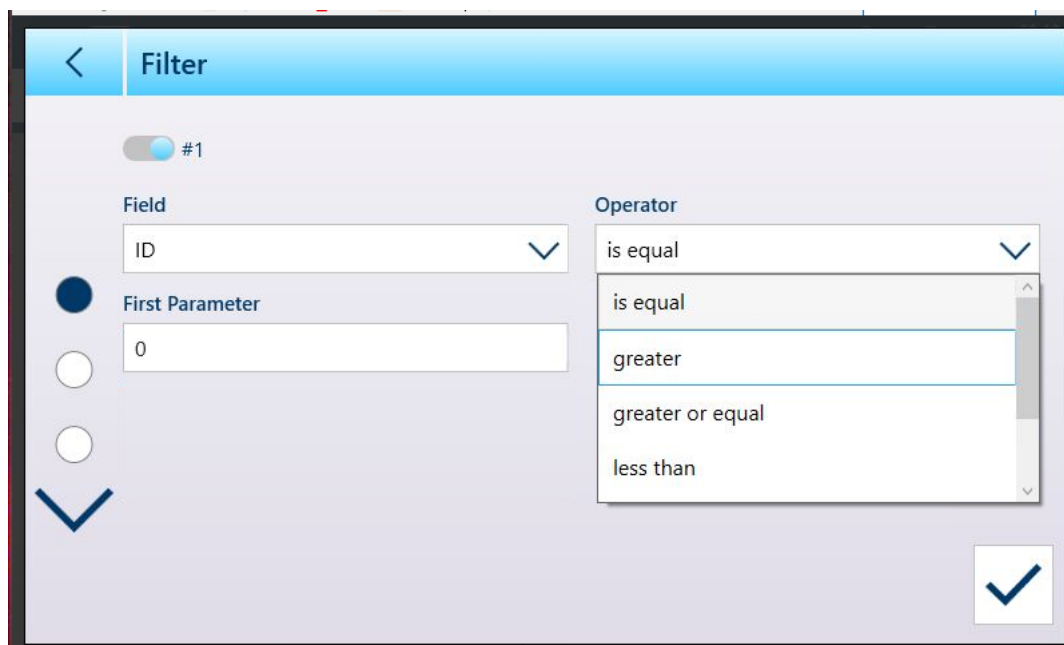 Filter
#1
Field
Operator
ID
is equal
First Parameter
0
is equal
greater
greater or equal
less than